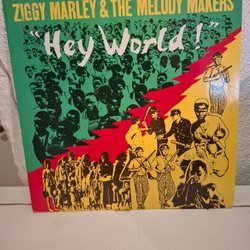 ZIGGY MARLEY & THE MELODY MAKERS
"Hey World!"